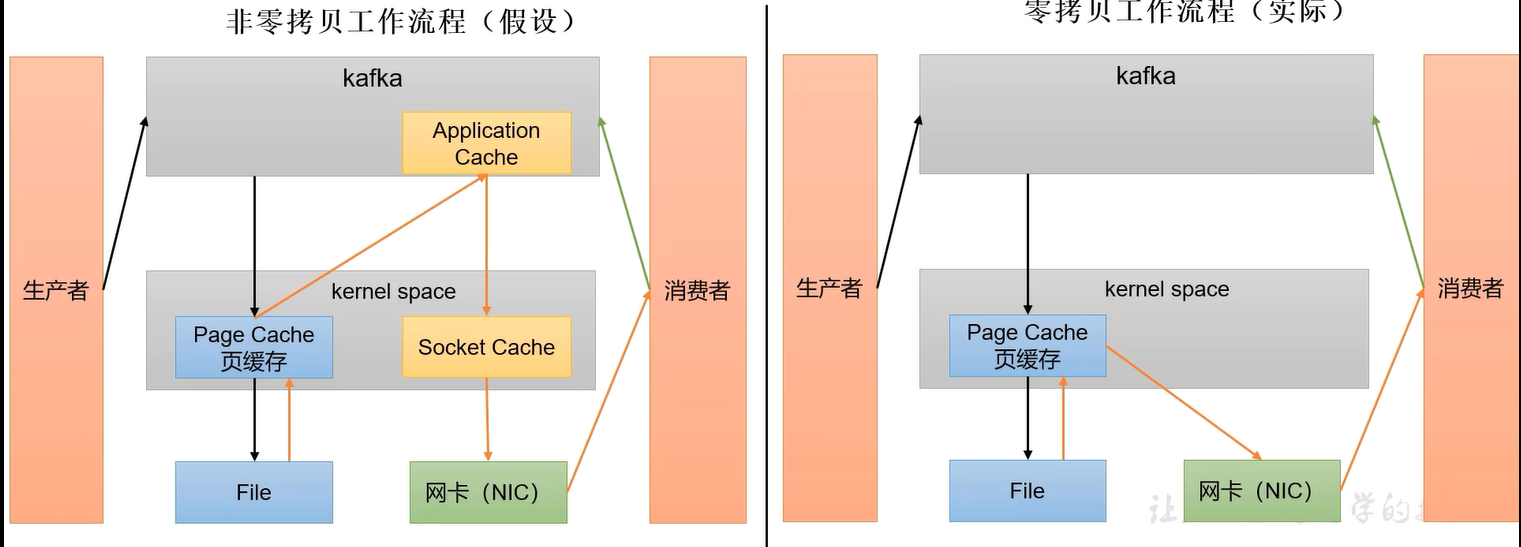 非零拷贝工作流程（假设）
kafka
Application
Cache
生产者
kernel space
消费者
Page Cache
页缓存
Socket Cache
File
网卡（NIC）
零拷贝工作流程（实际）
kafka
生产者
kernel space
消费者
Page Cache
页缓存
File
网卡（NIC）
让
学的